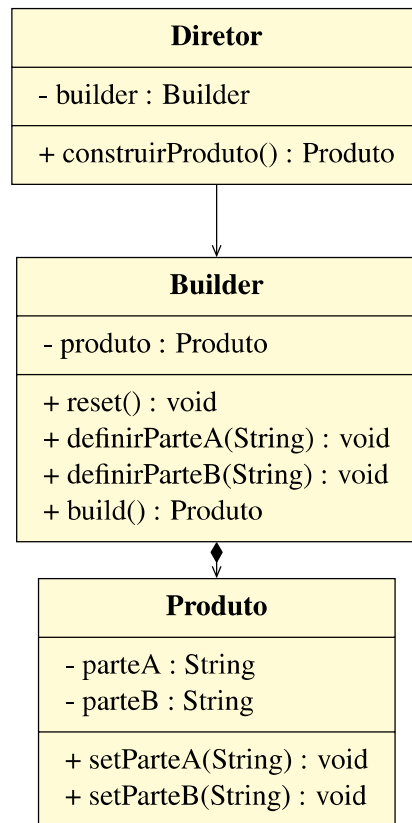 Diretor
- builder : Builder
+ construirProduto() : Produto
Builder
- produto : Produto
+ reset() : void
+ definirParteA(String) : void
+ definirParteB(String) : void
+ build() : Produto
Produto
- parteA : String
- parteB : String
+ setParteA(String) : void
+ setParteB(String) : void